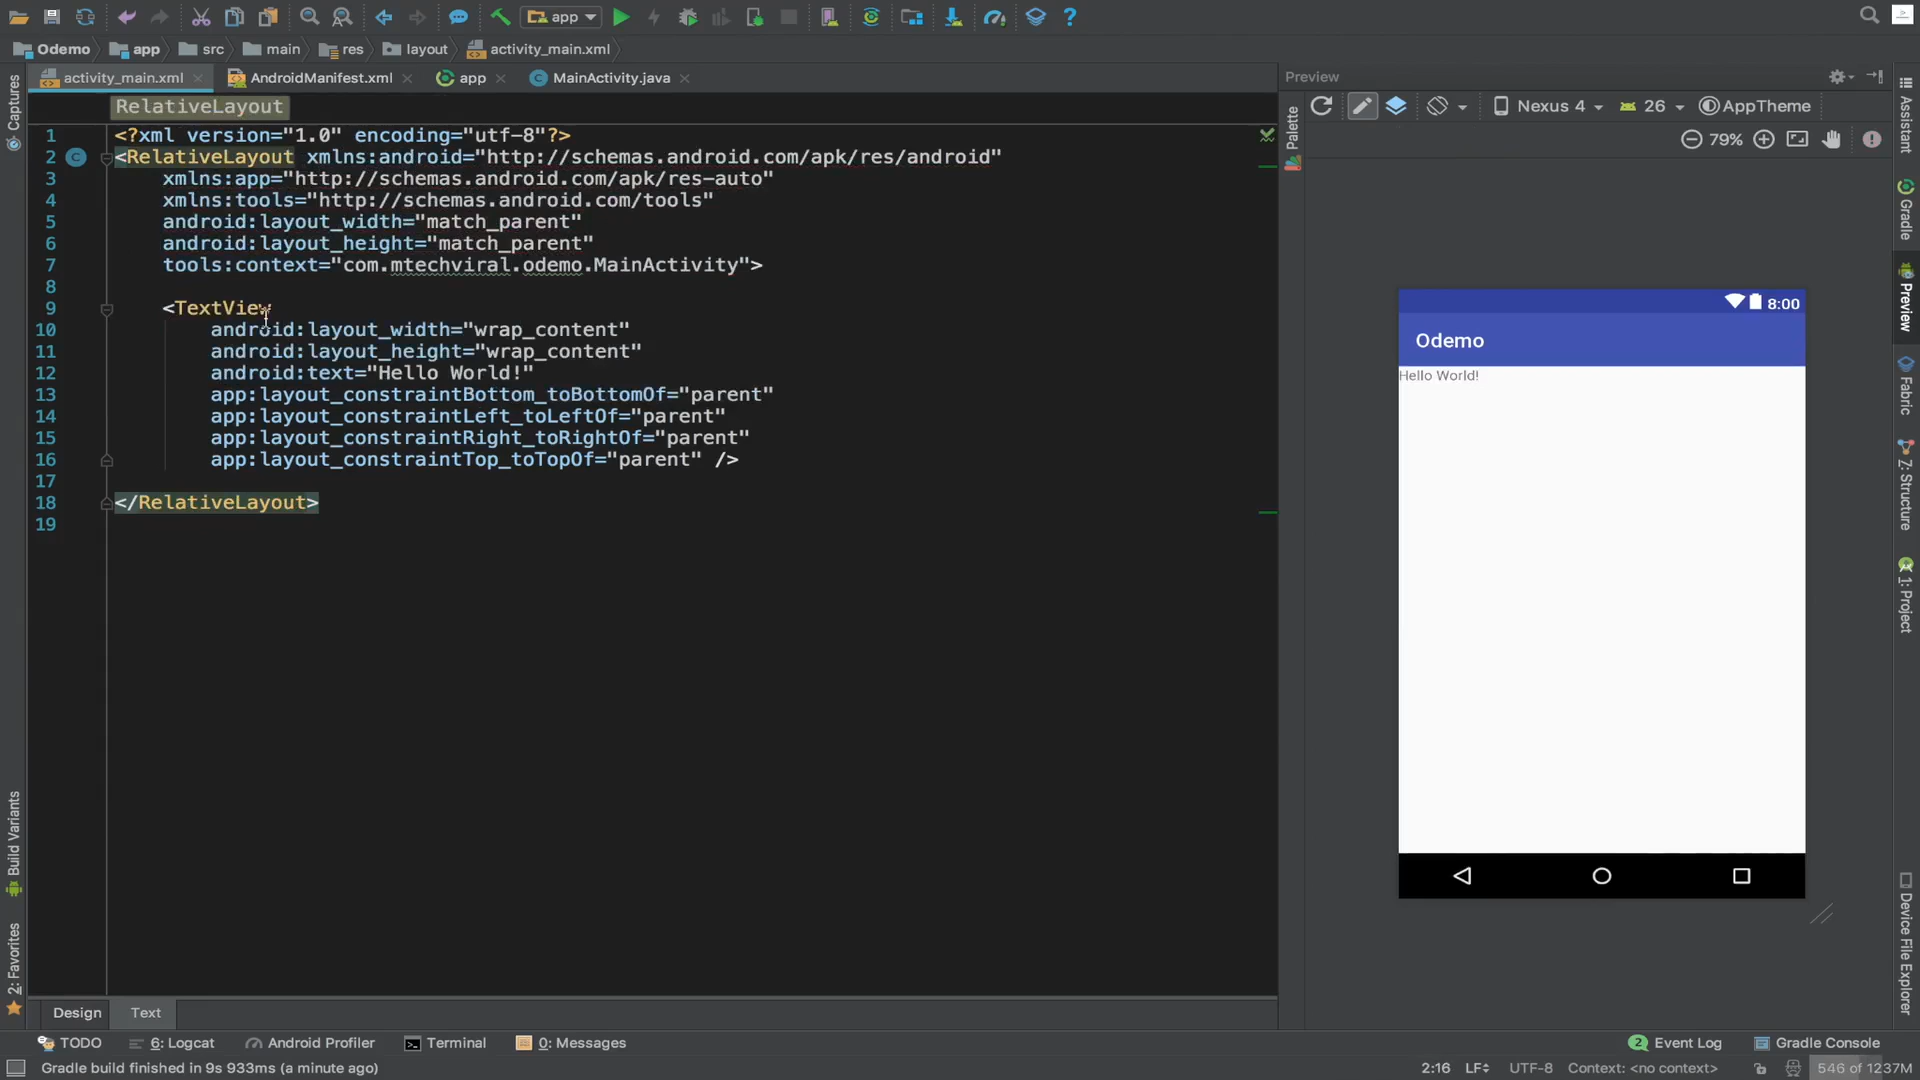 app
Odemo app src main res layout activity_main.xml
activity_main.xml AndroidManifest.xml app MainActivity.java
Preview
RelativeLayout
Nexus 4 26 AppTheme
79%
1 <?xml version="1.0" encoding="utf-8"?>
2 <RelativeLayout xmlns:android="http://schemas.android.com/apk/res/android"
3 xmlns:app="http://schemas.android.com/apk/res-auto"
4 xmlns:tools="http://schemas.android.com/tools"
5 android:layout_width="match_parent"
6 android:layout_height="match_parent"
7 tools:context="com.mtechviral.odemo.MainActivity">
8
9 <TextView
10 android:layout_width="wrap_content"
11 android:layout_height="wrap_content"
12 android:text="Hello World!"
13 app:layout_constraintBottom_toBottomOf="parent"
14 app:layout_constraintLeft_toLeftOf="parent"
15 app:layout_constraintRight_toRightOf="parent"
16 app:layout_constraintTop_toTopOf="parent" />
17
18 </RelativeLayout>
19
Captures
Build Variants
2: Favorites
Palette
8:00
Odemo
Hello World!
Assistant
Gradle
Preview
Fabric
Z: Structure
1: Project
Device File Explorer
Design Text
TODO 6: Logcat Android Profiler Terminal 0: Messages 2 Event Log Gradle Console
Gradle build finished in 9s 933ms (a minute ago) 2:16 LF UTF-8 Context: <no context> 546 of 1237M